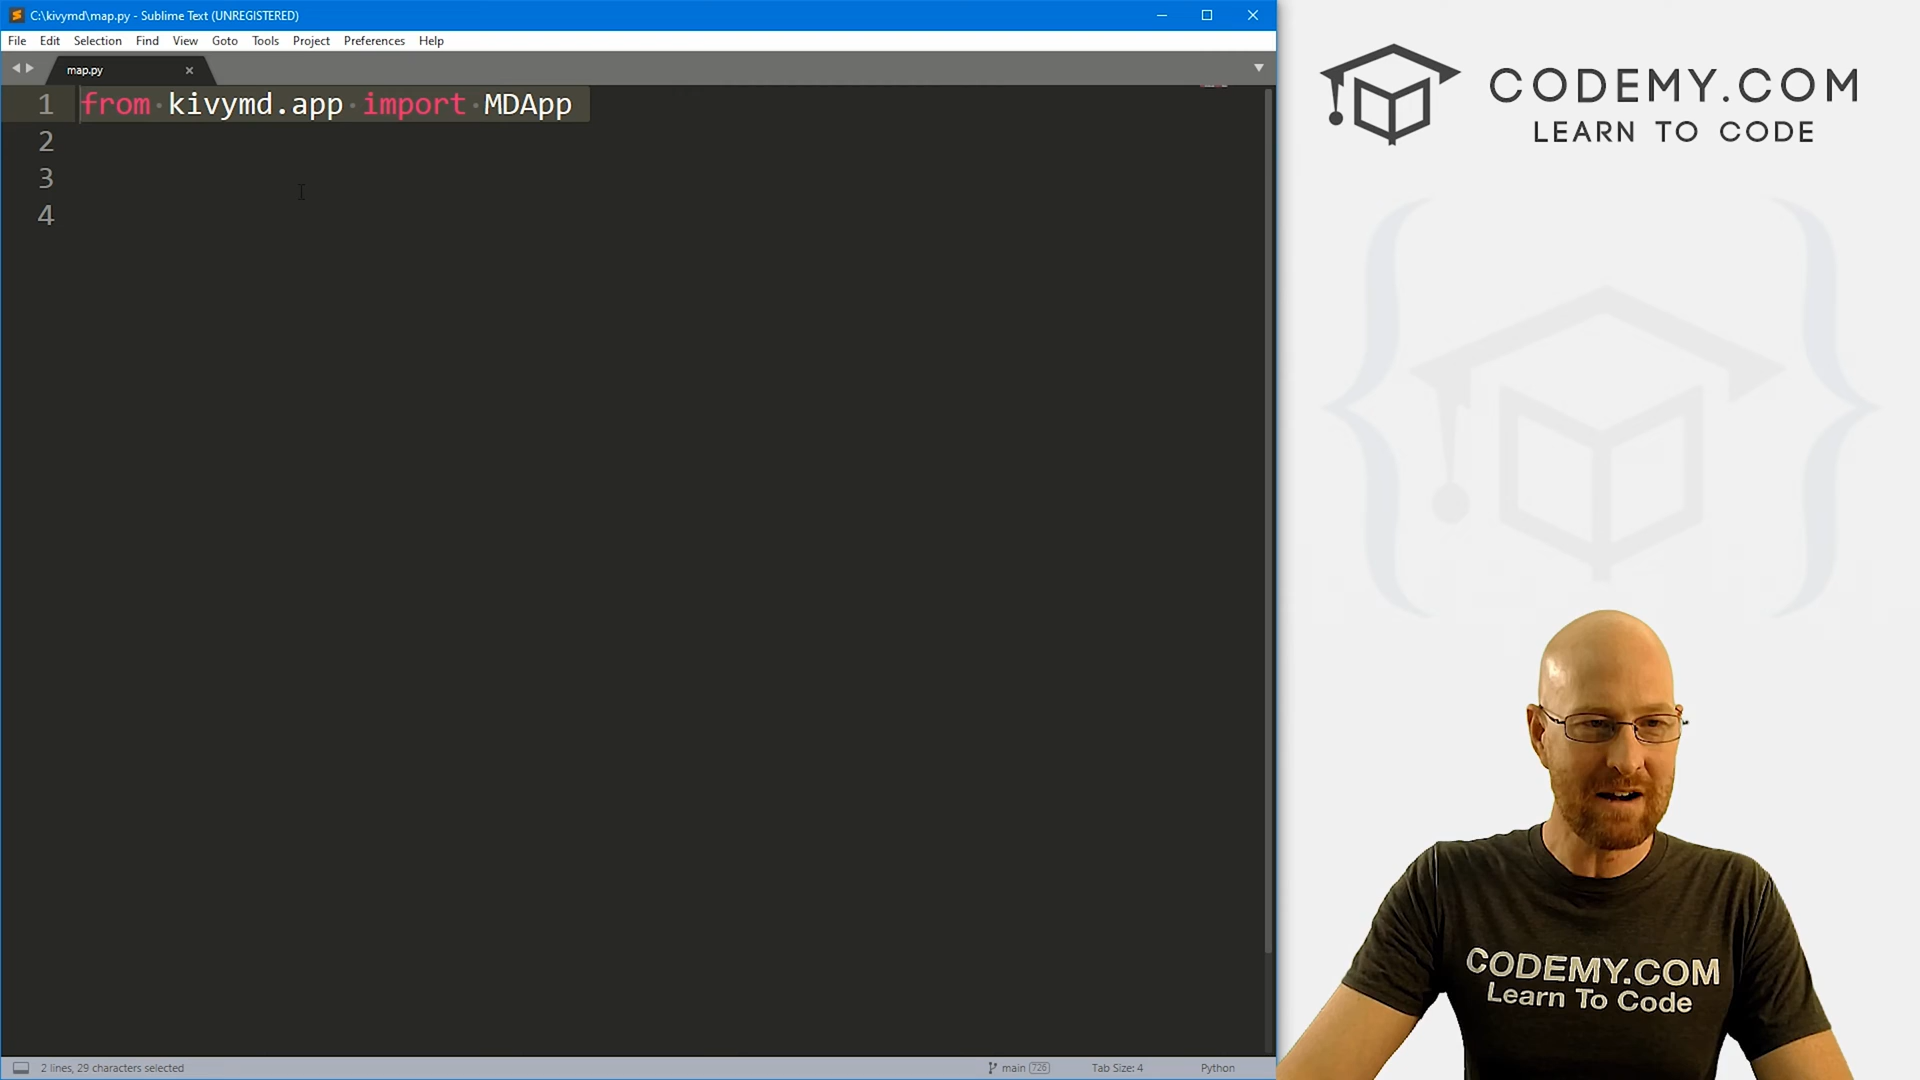 C:\kivymd\map.py - Sublime Text (UNREGISTERED)
File Edit Selection Find View Goto Tools Project Preferences Help
map.py
1 from kivymd.app import MDApp
2
3
4
2 lines, 29 characters selected
main 726
Tab Size: 4
Python
CODEMY.COM
LEARN TO CODE
CODEMY.COM
Learn To Code